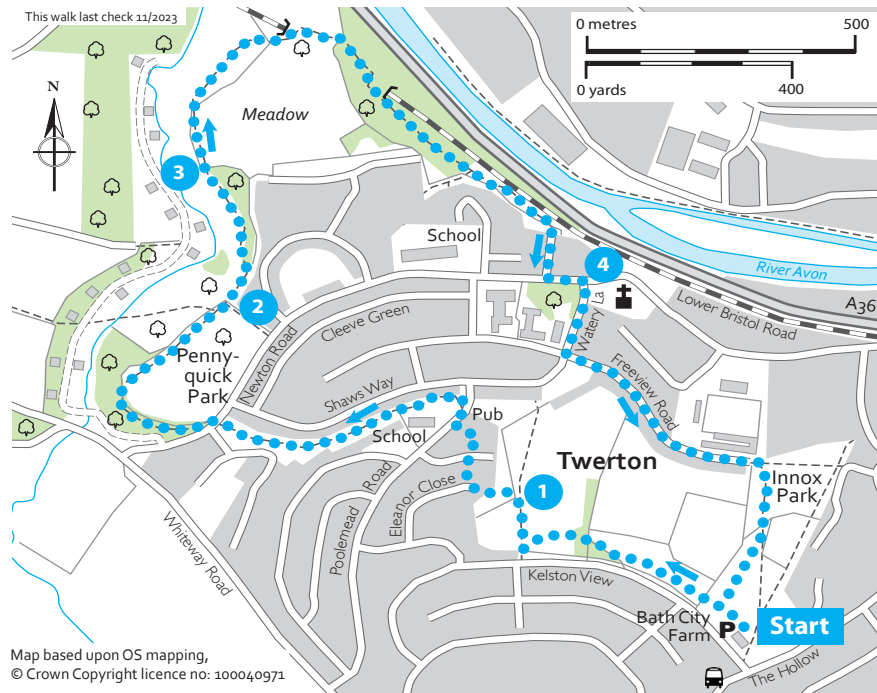 This walk last check 11/2023
0 metres
500
0 yards
400
N
Meadow
3
School
4
River Avon
A36
2
Cleeve Green
Watery La
Lower Bristol Road
Newton Road
Penny-
quick
Park
Shaws Way
Freeview Road
Pub
School
Twerton
Innox
Park
1
Road
Poolemead
Eleanor Close
Whiteway Road
Kelston View
Bath City
Farm
P
Start
The Hollow
Map based upon OS mapping,
© Crown Copyright licence no: 100040971